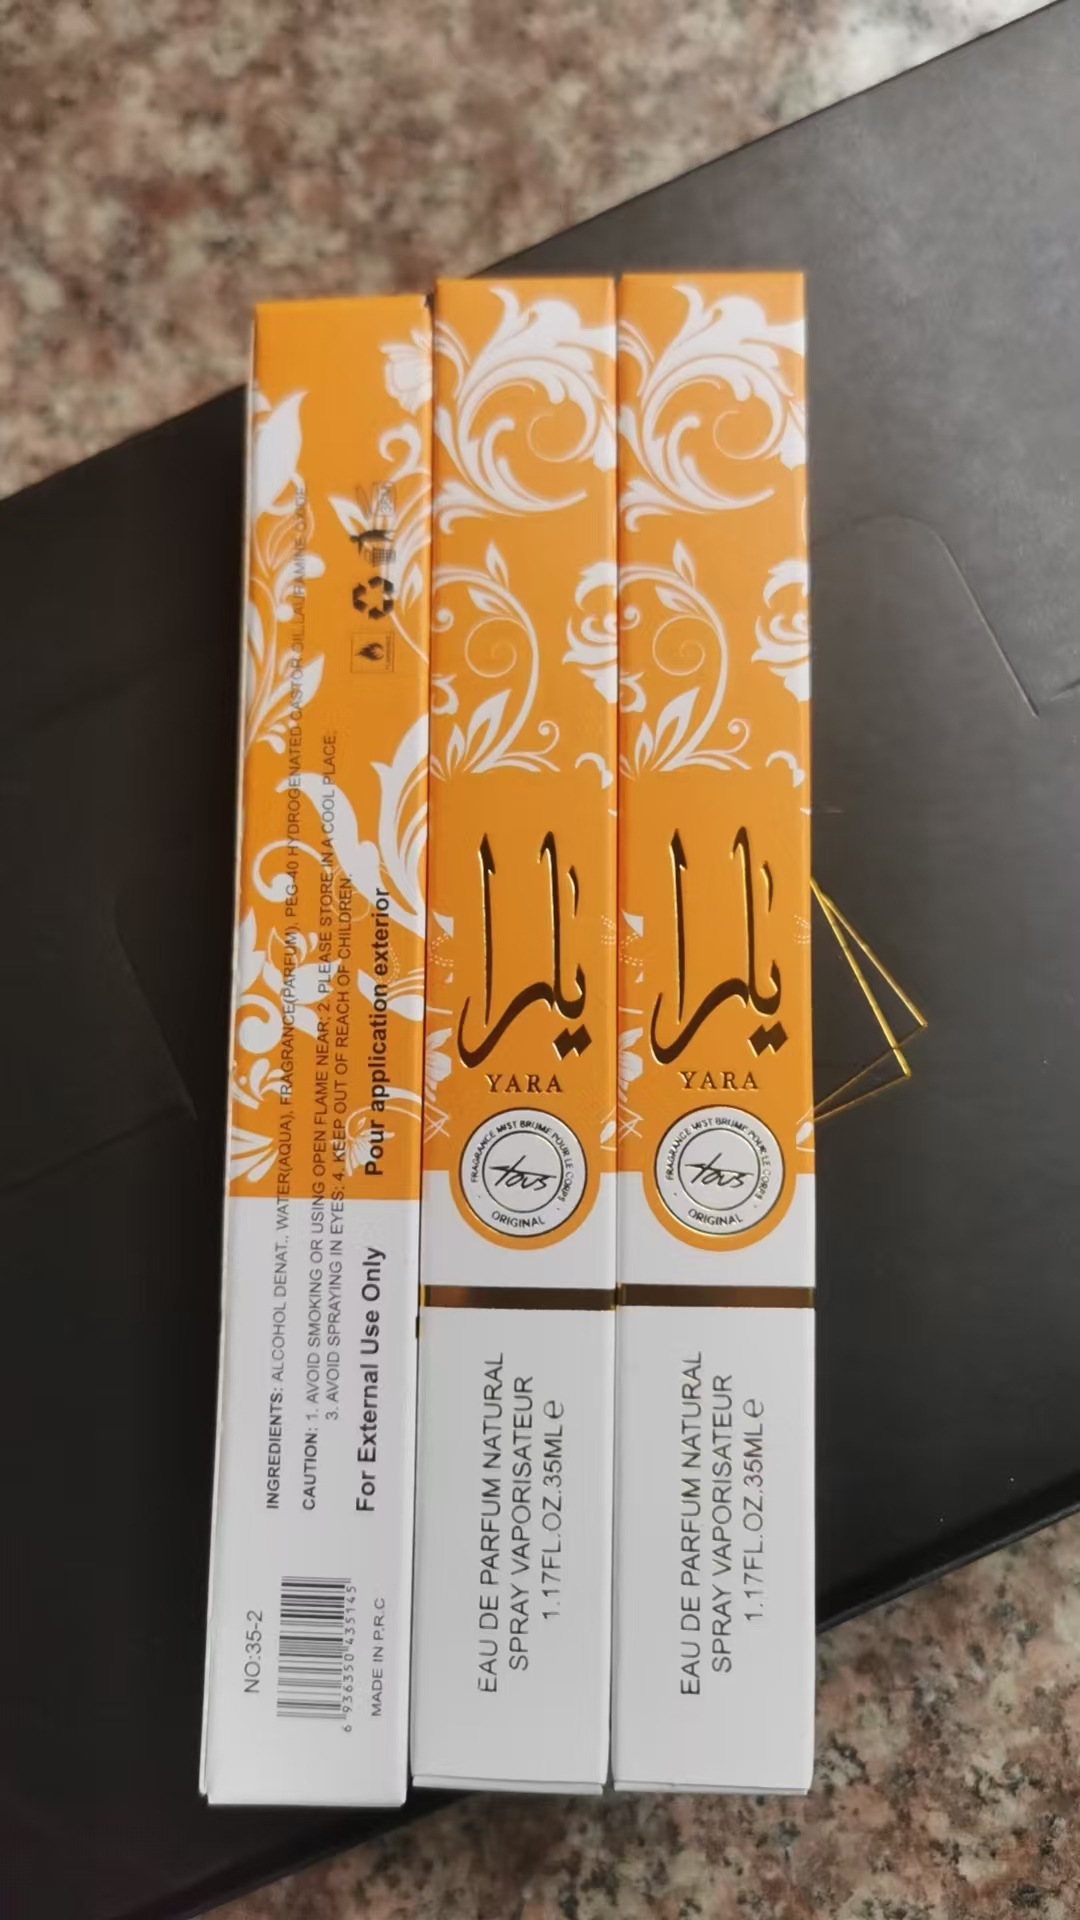 NO:35-2
6 936350 435145
MADE IN P.R.C
INGREDIENTS: ALCOHOL DENAT., WATER(AQUA), FRAGRANCE(PARFUM), PEG-40 HYDROGENATED CASTOR OIL, LAURAMINE OXIDE
CAUTION: 1. AVOID SMOKING OR USING OPEN FLAME NEAR; 2. PLEASE STORE IN A COOL PLACE;
3. AVOID SPRAYING IN EYES: 4. KEEP OUT OF REACH OF CHILDREN.
For External Use Only Pour application exterior
يارا
YARA
FRAGRANCE MIST BRUME POUR LE CORPS
tous
ORIGINAL
EAU DE PARFUM NATURAL
SPRAY VAPORISATEUR
1.17FL.OZ.35MLe
يارا
YARA
FRAGRANCE MIST BRUME POUR LE CORPS
tous
ORIGINAL
EAU DE PARFUM NATURAL
SPRAY VAPORISATEUR
1.17FL.OZ.35MLe